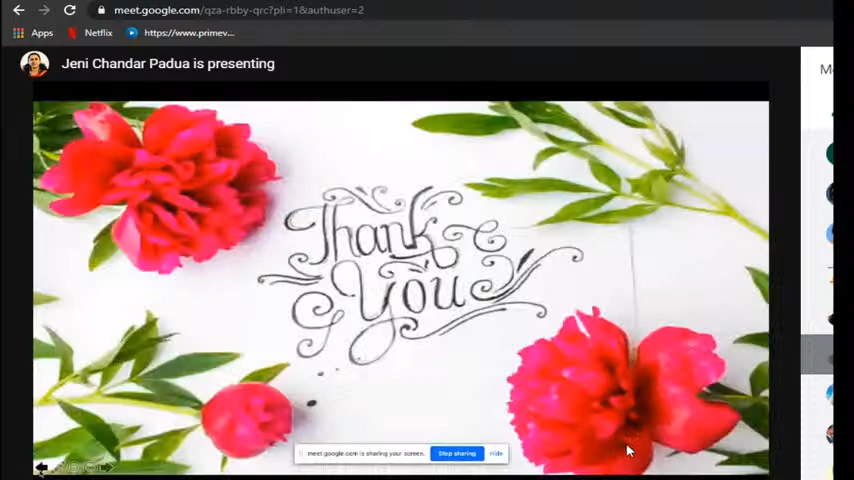 meet.google.com/qza-rbby-qrc?pli=1&authuser=2
Apps
Netflix
https://www.primev...
Jeni Chandar Padua is presenting
Thank
You
meet.google.com is sharing your screen.
Stop sharing
Hide